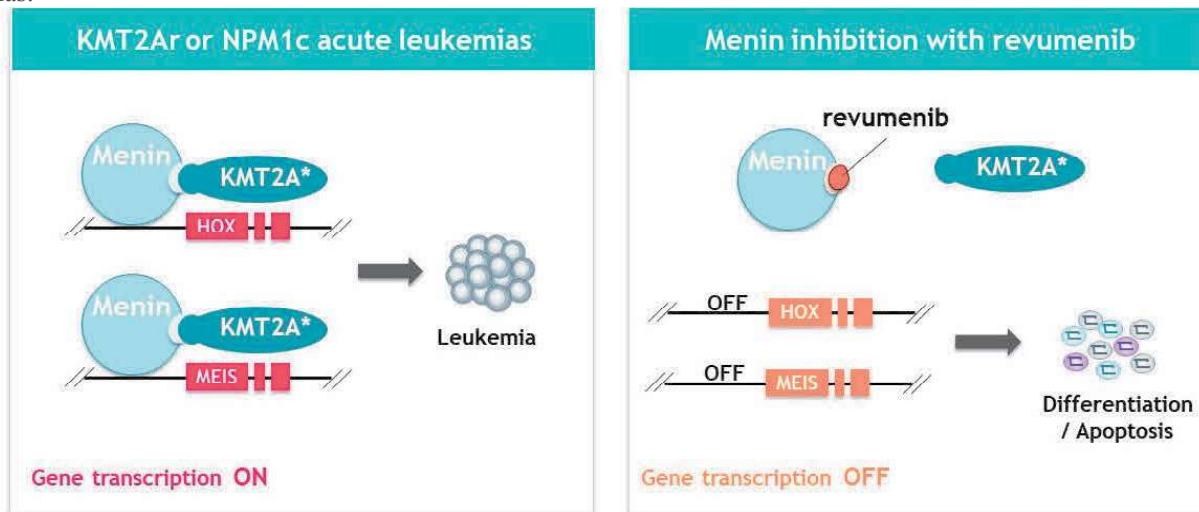 KMT2Ar or NPM1c acute leukemias
Menin
KMT2A*
HOX
Menin
KMT2A*
MEIS
Leukemia
Gene transcription ON
Menin inhibition with revumenib
revumenib
Menin
KMT2A*
OFF
HOX
OFF
MEIS
Differentiation
/ Apoptosis
Gene transcription OFF